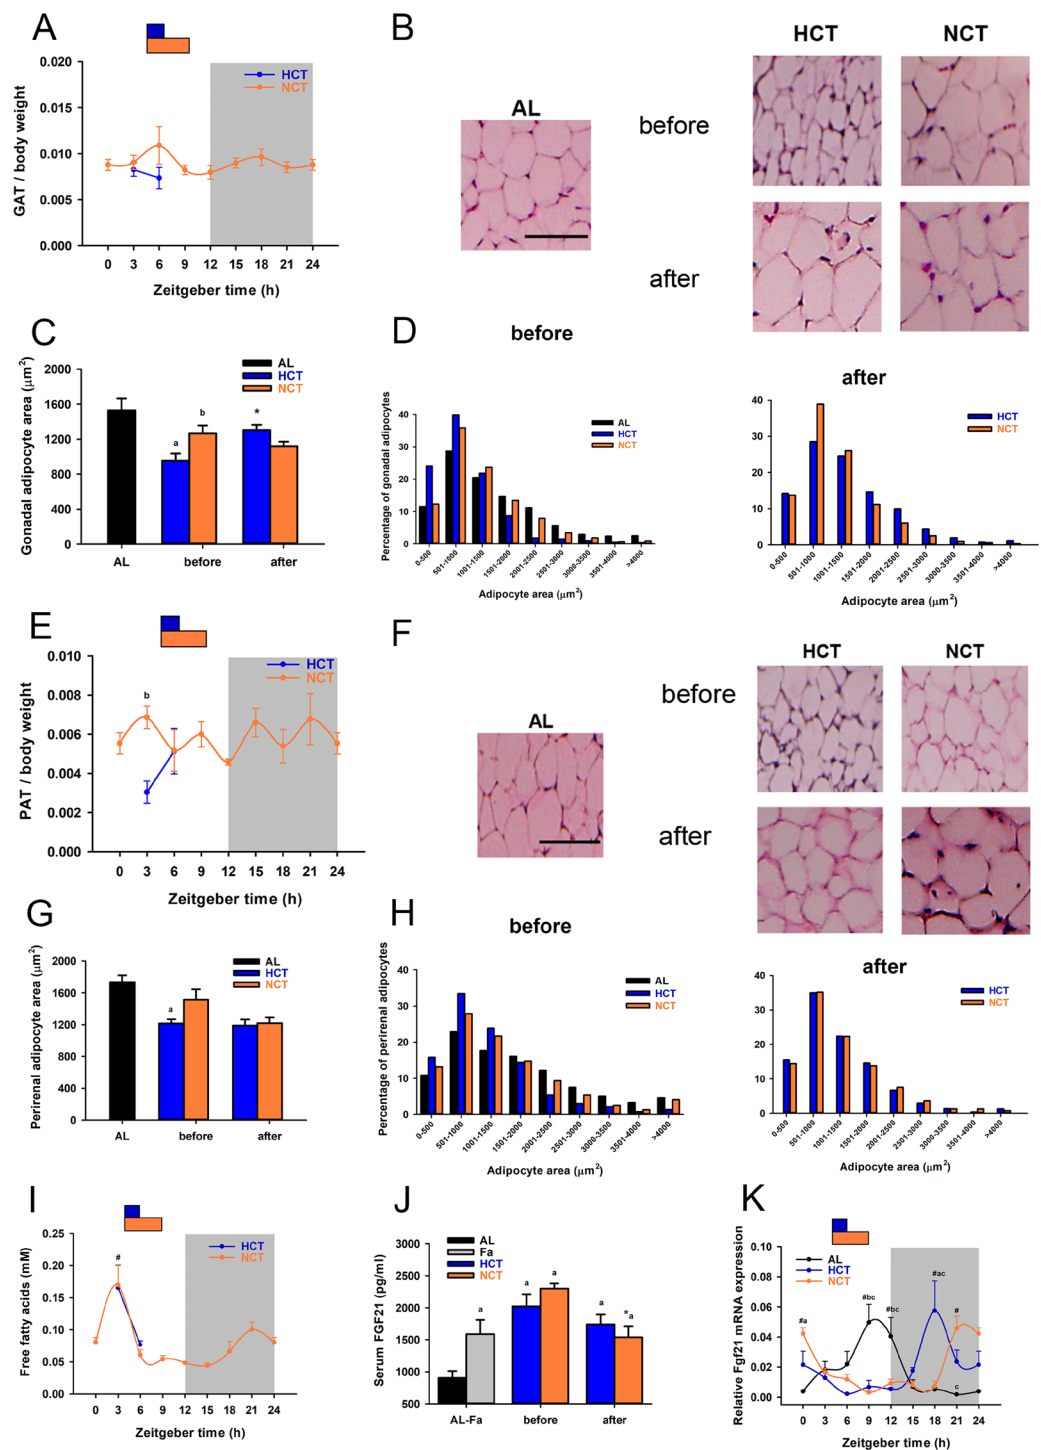 A
HCT
NCT
GAT / body weight
0.020
0.015
0.010
0.005
0.000
0 3 6 9 12 15 18 21 24
Zeitgeber time (h)
B
HCT NCT
AL
before
after
C
Gonadal adipocyte area (μm2)
2000
1600
1200
800
400
0
AL
HCT
NCT
a
b
*
AL before after
D
before
Percentage of gonadal adipocytes
40
30
20
10
0
AL
HCT
NCT
0-500 501-1000 1001-1500 1501-2000 2001-2500 2501-3000 3000-3500 3501-4000 >4000
Adipocyte area (μm2)
after
40
30
20
10
0
HCT
NCT
0-500 501-1000 1001-1500 1501-2000 2001-2500 2501-3000 3000-3500 3501-4000 >4000
Adipocyte area (μm2)
E
PAT / body weight
0.010
0.008
0.006
0.004
0.002
0.000
HCT
NCT
b
0 3 6 9 12 15 18 21 24
Zeitgeber time (h)
F
HCT NCT
before
AL
after
G
Perirenal adipocyte area (μm2)
2000
1600
1200
800
400
0
AL
HCT
NCT
a
AL before after
H
before
Percentage of perirenal adipocytes
40
30
20
10
0
AL
HCT
NCT
0-500 501-1000 1001-1500 1501-2000 2001-2500 2501-3000 3000-3500 3501-4000 >4000
Adipocyte area (μm2)
after
40
30
20
10
0
HCT
NCT
0-500 501-1000 1001-1500 1501-2000 2001-2500 2501-3000 3000-3500 3501-4000 >4000
Adipocyte area (μm2)
I
Free fatty acids (mM)
0.25
0.20
0.15
0.10
0.05
0.00
HCT
NCT
#
0 3 6 9 12 15 18 21 24
Zeitgeber time (h)
J
Serum FGF21 (pg/ml)
3000
2500
2000
1500
1000
500
AL
Fa
HCT
NCT
a
a
a
a
*a
AL-Fa before after
K
Relative Fgf21 mRNA expression
0.10
0.08
0.06
0.04
0.02
0.00
AL
HCT
NCT
#a
#bc
#bc
#ac
#
c
0 3 6 9 12 15 18 21 24
Zeitgeber time (h)